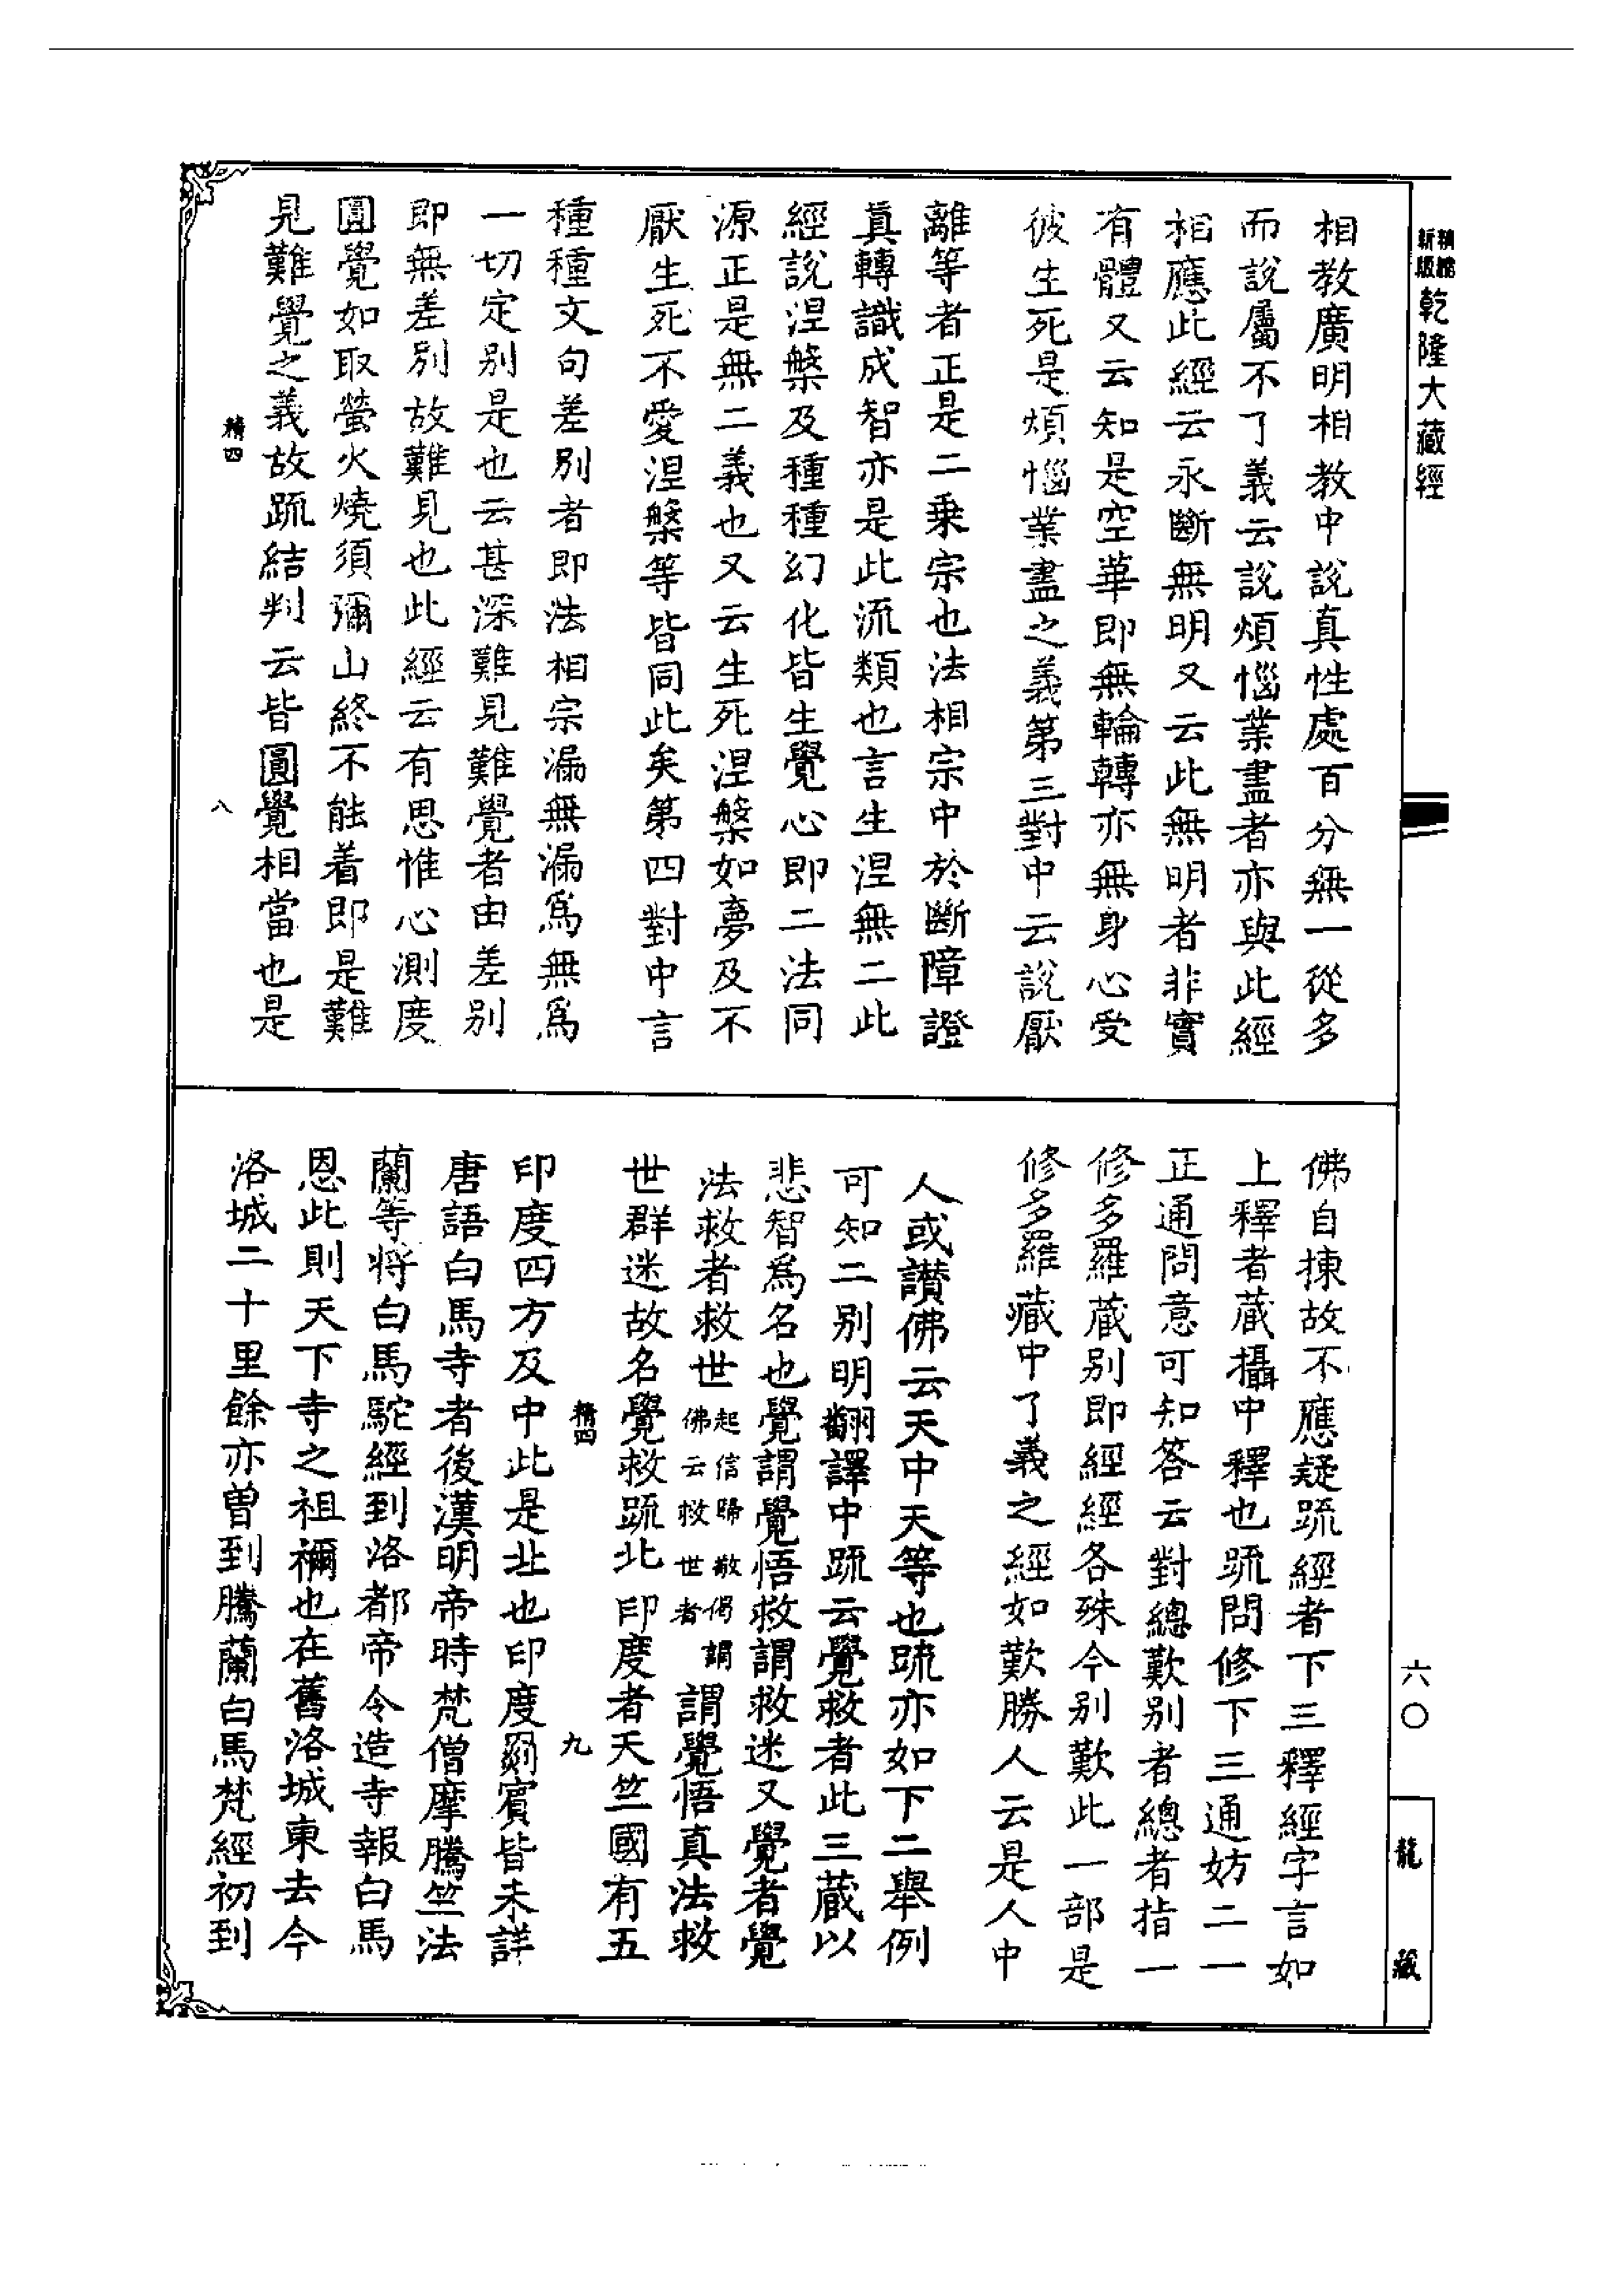 精縮
新版
乾隆大藏經
相教廣明相教中說真性處百分無一從多
而說屬不了義云說煩惱業盡者亦與此經
相應此經云永斷無明又云此無明者非實
有體又云知是空華即無輪轉亦無身心受
彼生死是煩惱業盡之義第三對中云說厭
離等者正是二乘宗也法相宗中於斷障證
真轉識成智亦是此流類也言生涅無二此
經說涅槃及種種幻化皆生覺心即二法同
源正是無二義也又云生死涅槃如夢及不
厭生死不愛涅槃等皆同此矣第四對中言
種種文句差別者即法相宗漏無漏為無為
一切定別是也云甚深難見難覺者由差別
即無差別故難見也此經云有思惟心測度
圓覺如取螢火燒須彌山終不能着即是難
見難覺之義故疏結判云皆圓覺相當也是
精四
八
佛自揀故不應疑疏經者下三釋經字言如
上釋者藏攝中釋也疏問修下三通妨二一
正通問意可知答云對總歎別者總者指一
修多羅藏別即經經各殊今別歎此一部是
修多羅藏中了義之經如歎勝人云是人中
人或讚佛云天中天等也疏亦如下二舉例
可知二別明翻譯中疏云覺救者此三藏以
悲智為名也覺謂覺悟救謂救迷又覺者覺
法救者救世起信歸敬偈謂佛云救世者謂覺悟真法救
世群迷故名覺救疏北印度者天竺國有五
精四
九
印度四方及中此是北也印度罽賓皆未詳
唐語白馬寺者後漢明帝時梵僧摩騰竺法
蘭等將白馬駝經到洛都帝令造寺報白馬
恩此則天下寺之祖禰也在舊洛城東去今
洛城二十里餘亦曾到騰蘭白馬梵經初到
六〇
龍藏